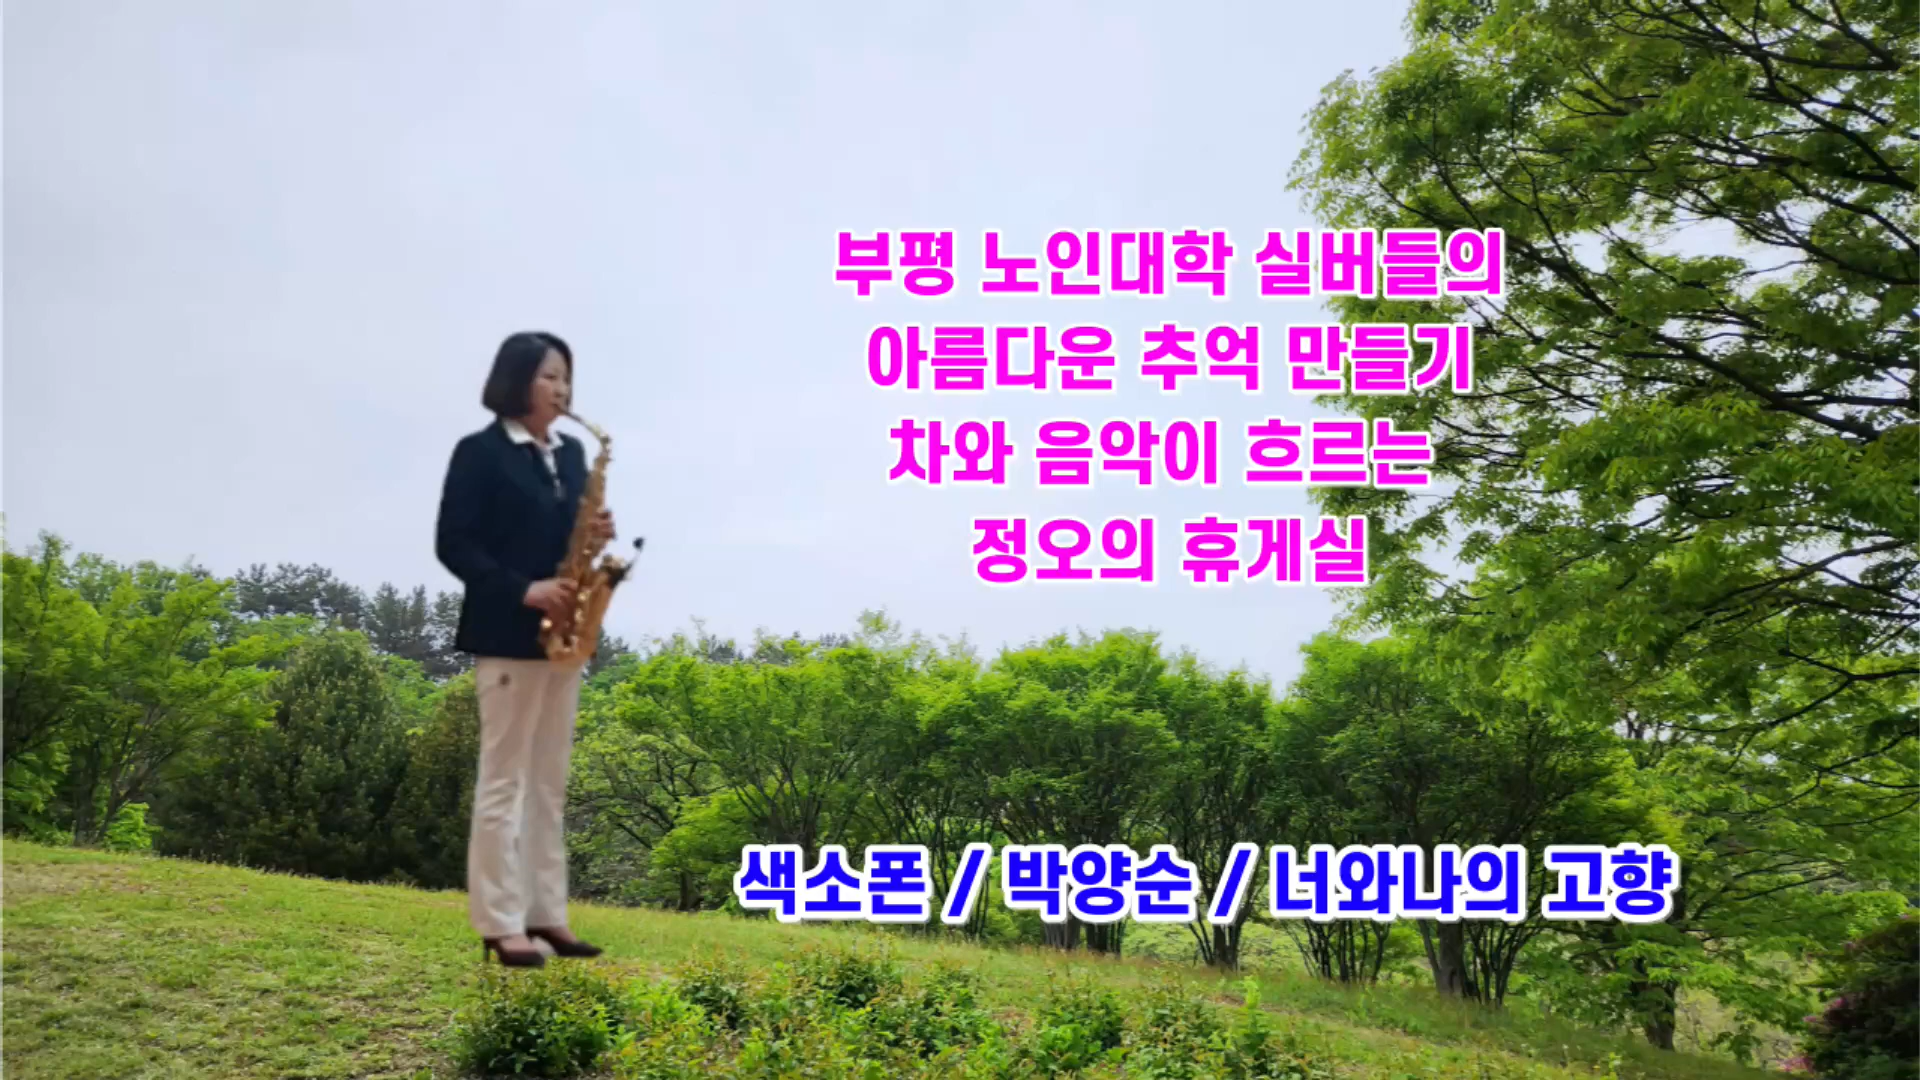 부평 노인대학 실버들의
아름다운 추억 만들기
차와 음악이 흐르는
정오의 휴게실
색소폰 / 박양순 / 너와나의 고향